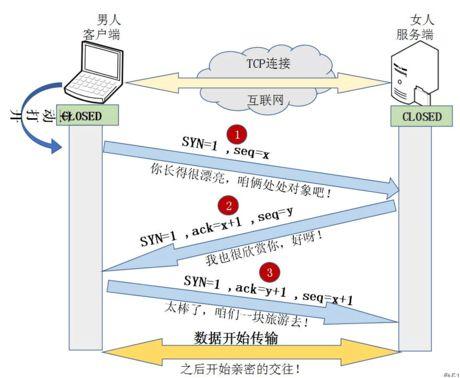 男人
客户端
女人
服务端
TCP连接
互联网
动打开
CLOSED
CLOSED
1
SYN=1 ,seq=x
你长得很漂亮，咱俩处处对象吧！
2
SYN=1 ,ack=x+1 ,seq=y
我也很欣赏你，好呀！
3
SYN=1 ,ack=y+1 ,seq=x+1
太棒了，咱们一块旅游去！
数据开始传输
之后开始亲密的交往！